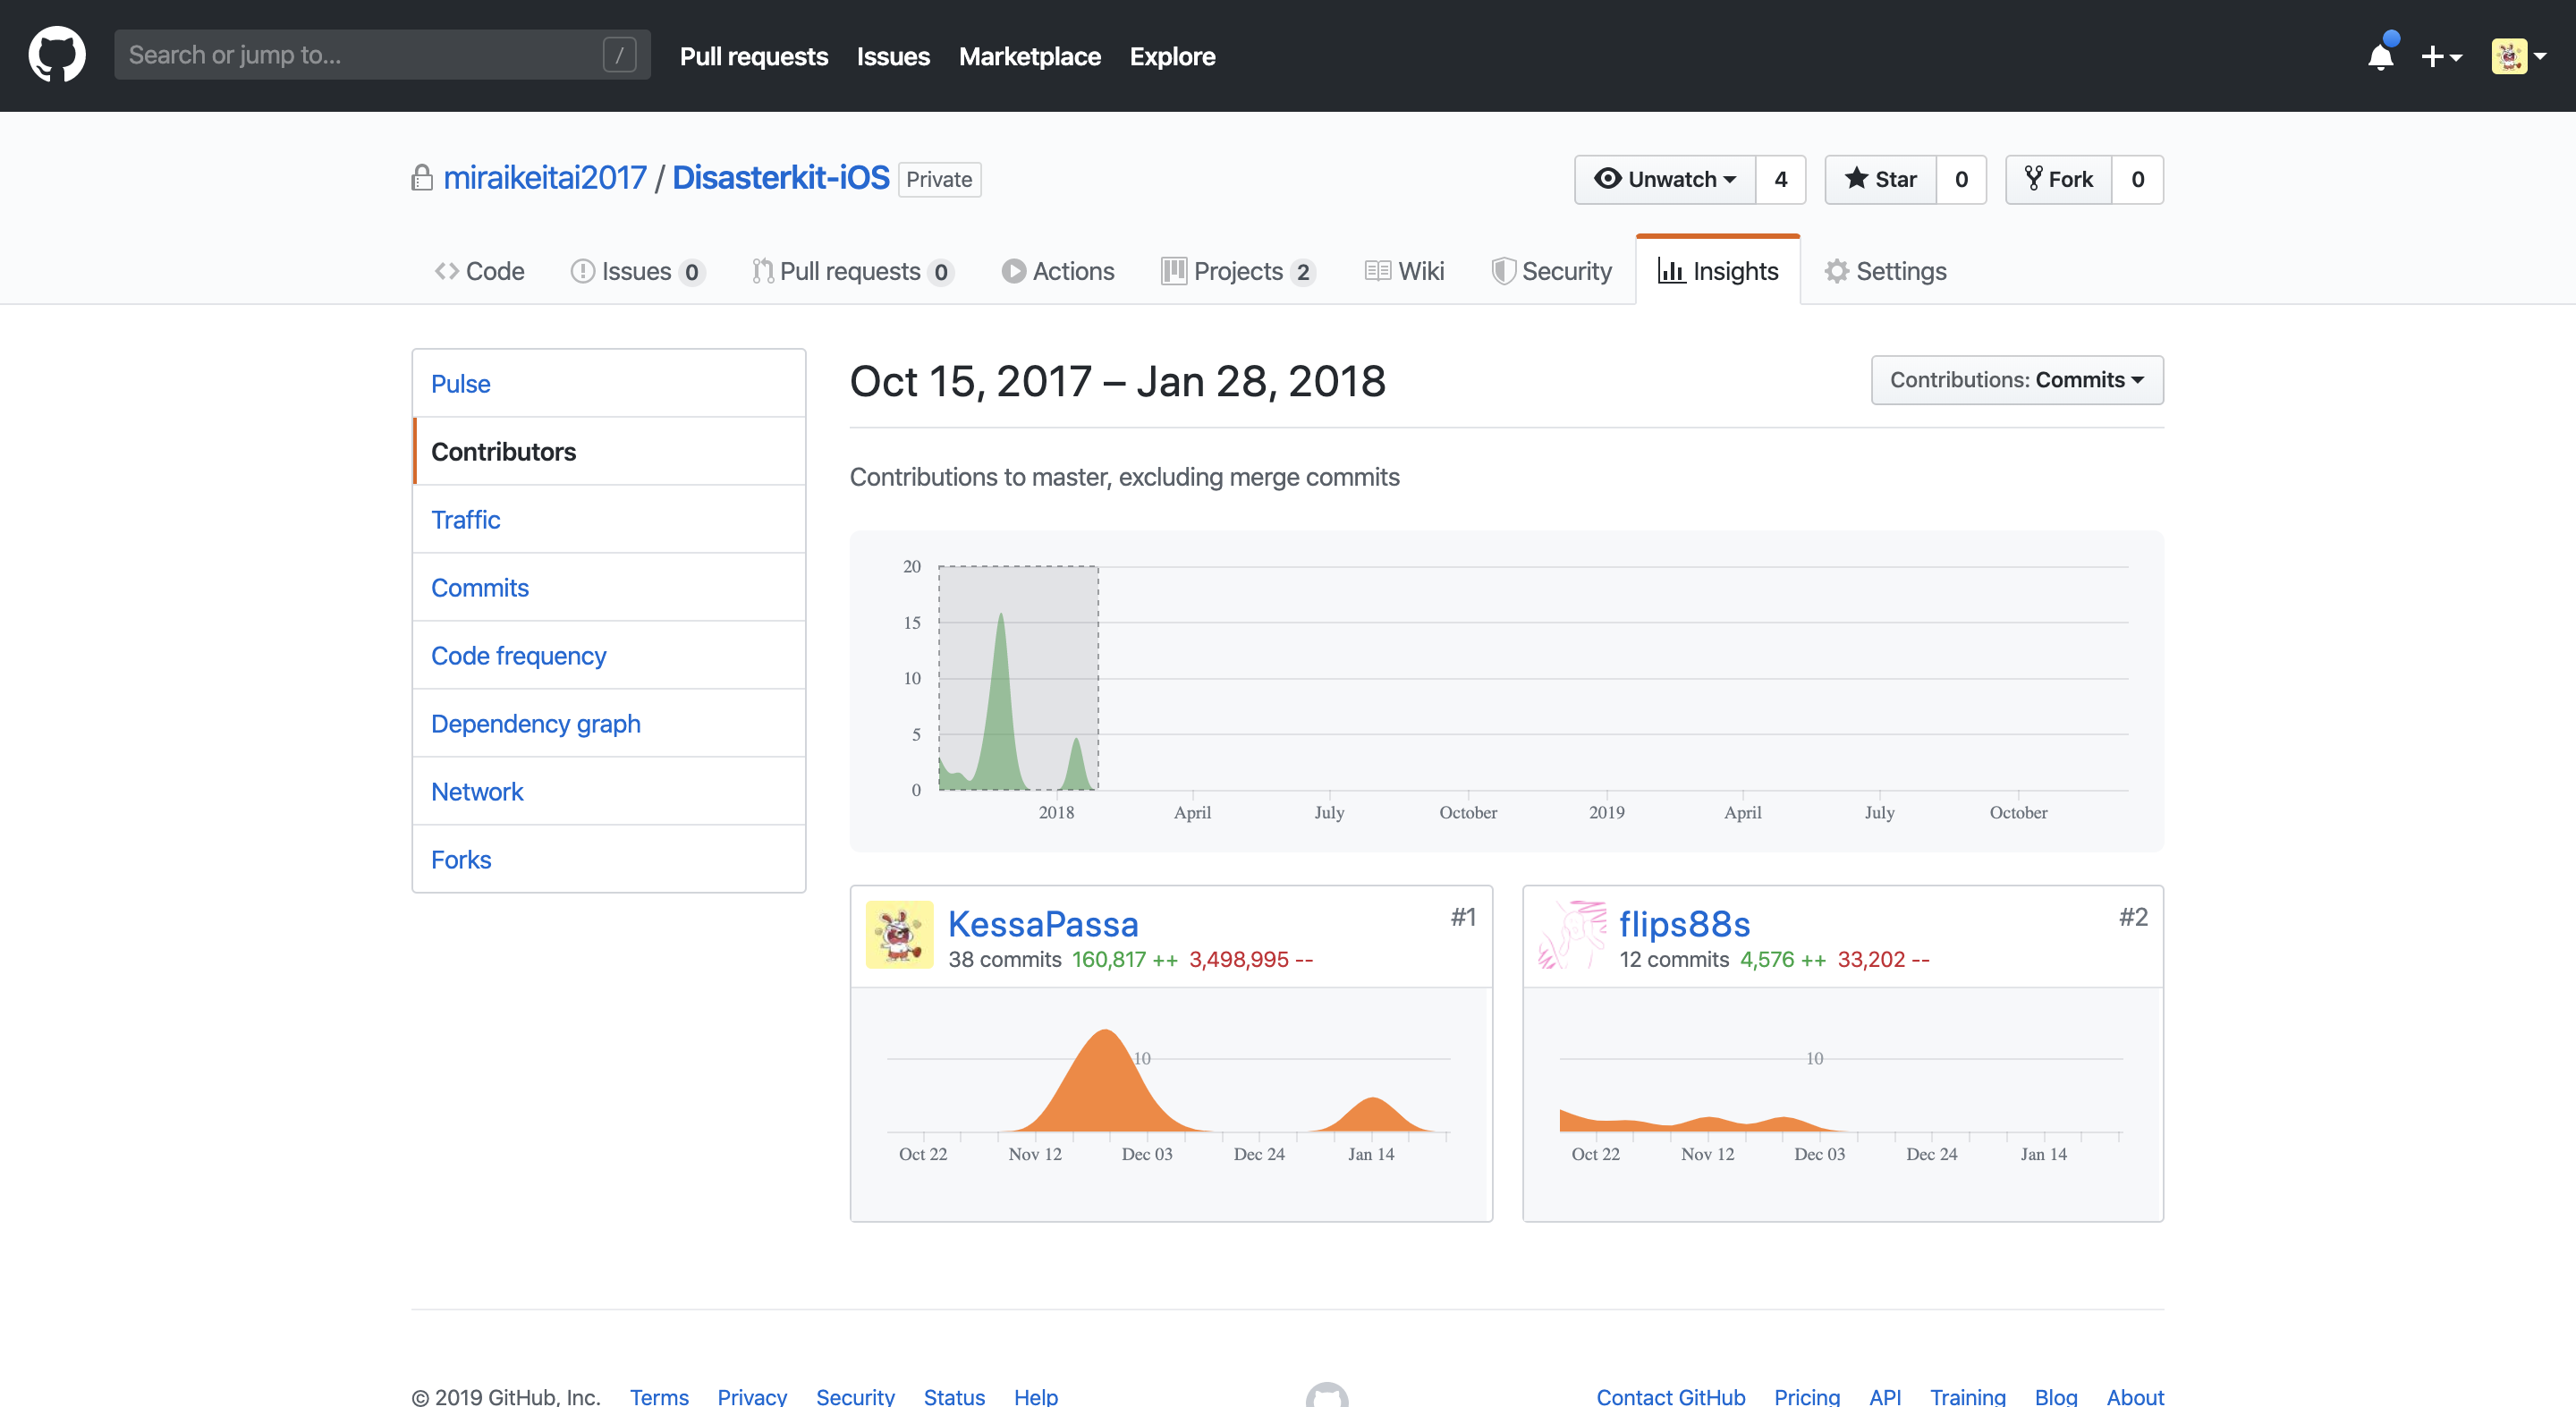 Search or jump to... /
Pull requests Issues Marketplace Explore
miraikeitai2017 / Disasterkit-iOS Private
Unwatch 4 Star 0 Fork 0
Code Issues 0 Pull requests 0 Actions Projects 2 Wiki Security Insights Settings
Pulse
Contributors
Traffic
Commits
Code frequency
Dependency graph
Network
Forks
Oct 15, 2017 – Jan 28, 2018
Contributions: Commits
Contributions to master, excluding merge commits
20
15
10
5
0
2018 April July October 2019 April July October
KessaPassa #1
38 commits 160,817 ++ 3,498,995 --
10
Oct 22 Nov 12 Dec 03 Dec 24 Jan 14
flips88s #2
12 commits 4,576 ++ 33,202 --
10
Oct 22 Nov 12 Dec 03 Dec 24 Jan 14
© 2019 GitHub, Inc. Terms Privacy Security Status Help
Contact GitHub Pricing API Training Blog About